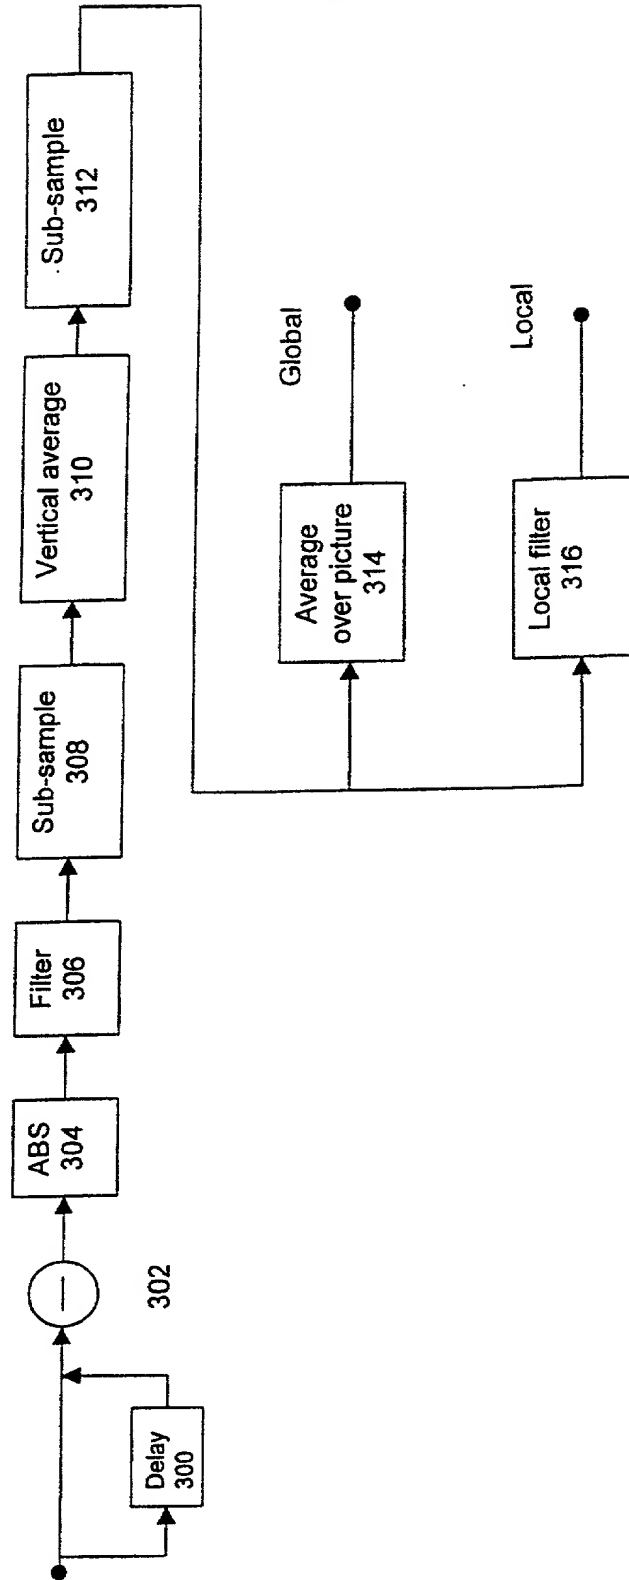 Delay
300
302
ABS
304
Filter
306
Sub-sample
308
Vertical average
310
Sub-sample
312
Average
over picture
314
Global
Local filter
316
Local